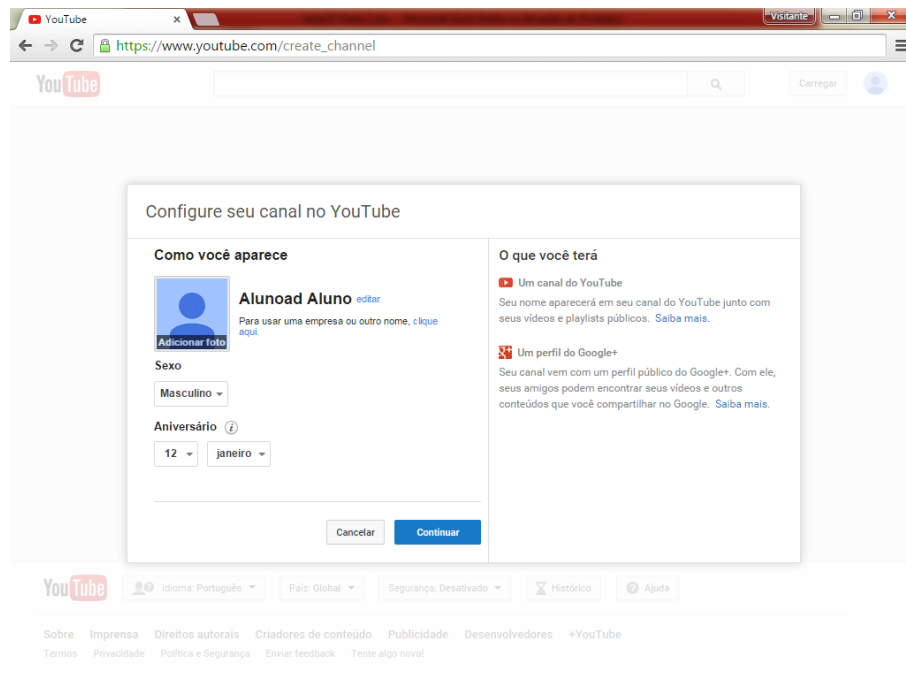 YouTube
Visitante
https://www.youtube.com/create_channel
YouTube
Carregar
Configure seu canal no YouTube
Como você aparece
Adicionar foto
Alunoad Aluno editar
Para usar uma empresa ou outro nome, clique
aqui.
Sexo
Masculino
Aniversário i
12 janeiro
Cancelar Continuar
O que você terá
Um canal do YouTube
Seu nome aparecerá em seu canal do YouTube junto com
seus vídeos e playlists públicos. Saiba mais.
Um perfil do Google+
Seu canal vem com um perfil público do Google+. Com ele,
seus amigos podem encontrar seus vídeos e outros
conteúdos que você compartilhar no Google. Saiba mais.
YouTube Idioma: Português País: Global Segurança: Desativado Histórico Ajuda
Sobre Imprensa Direitos autorais Criadores de conteúdo Publicidade Desenvolvedores +YouTube
Termos Privacidade Política e Segurança Enviar feedback Tente algo novo!